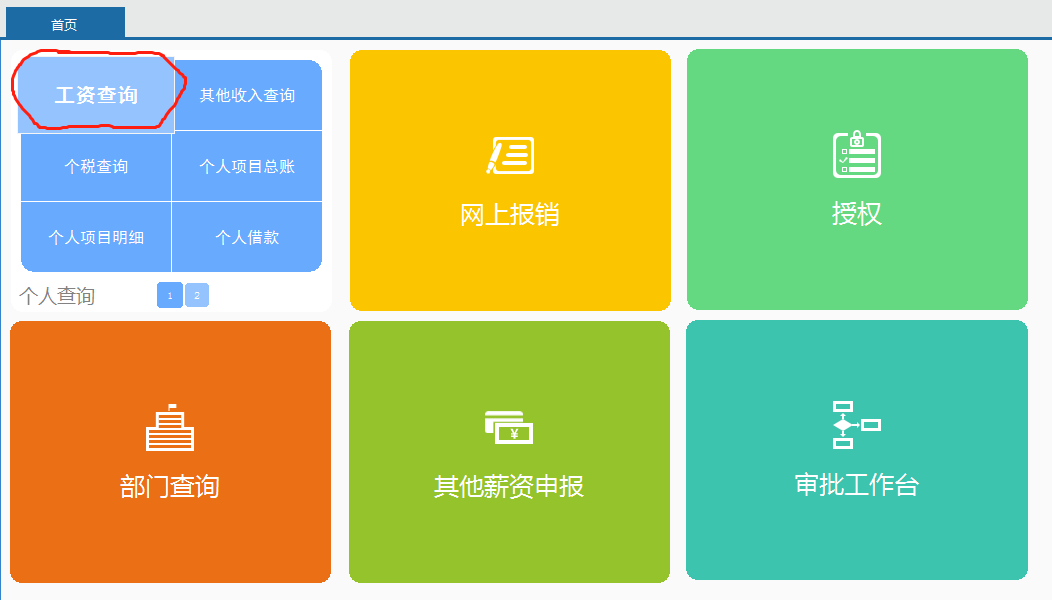 首页
工资查询
其他收入查询
个税查询
个人项目总账
个人项目明细
个人借款
个人查询
1
2
网上报销
授权
部门查询
¥
其他薪资申报
审批工作台